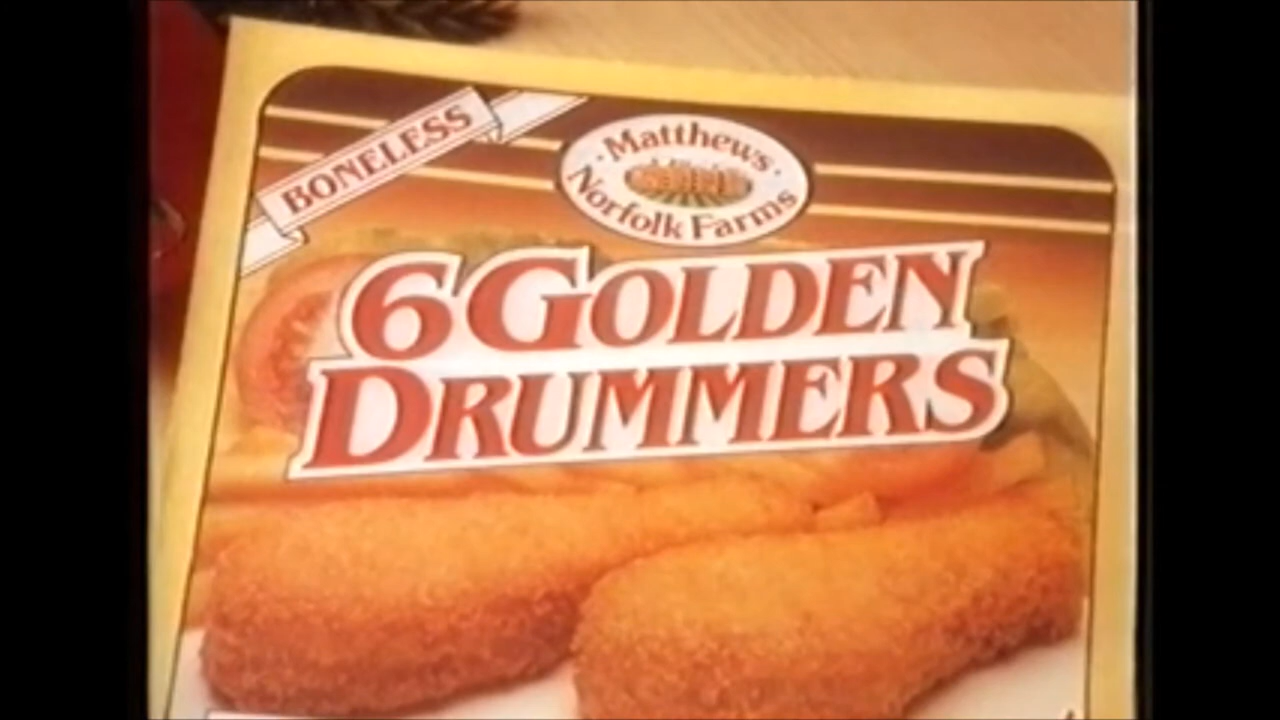 BONELESS
Matthews
Norfolk Farms
6 GOLDEN
DRUMMERS